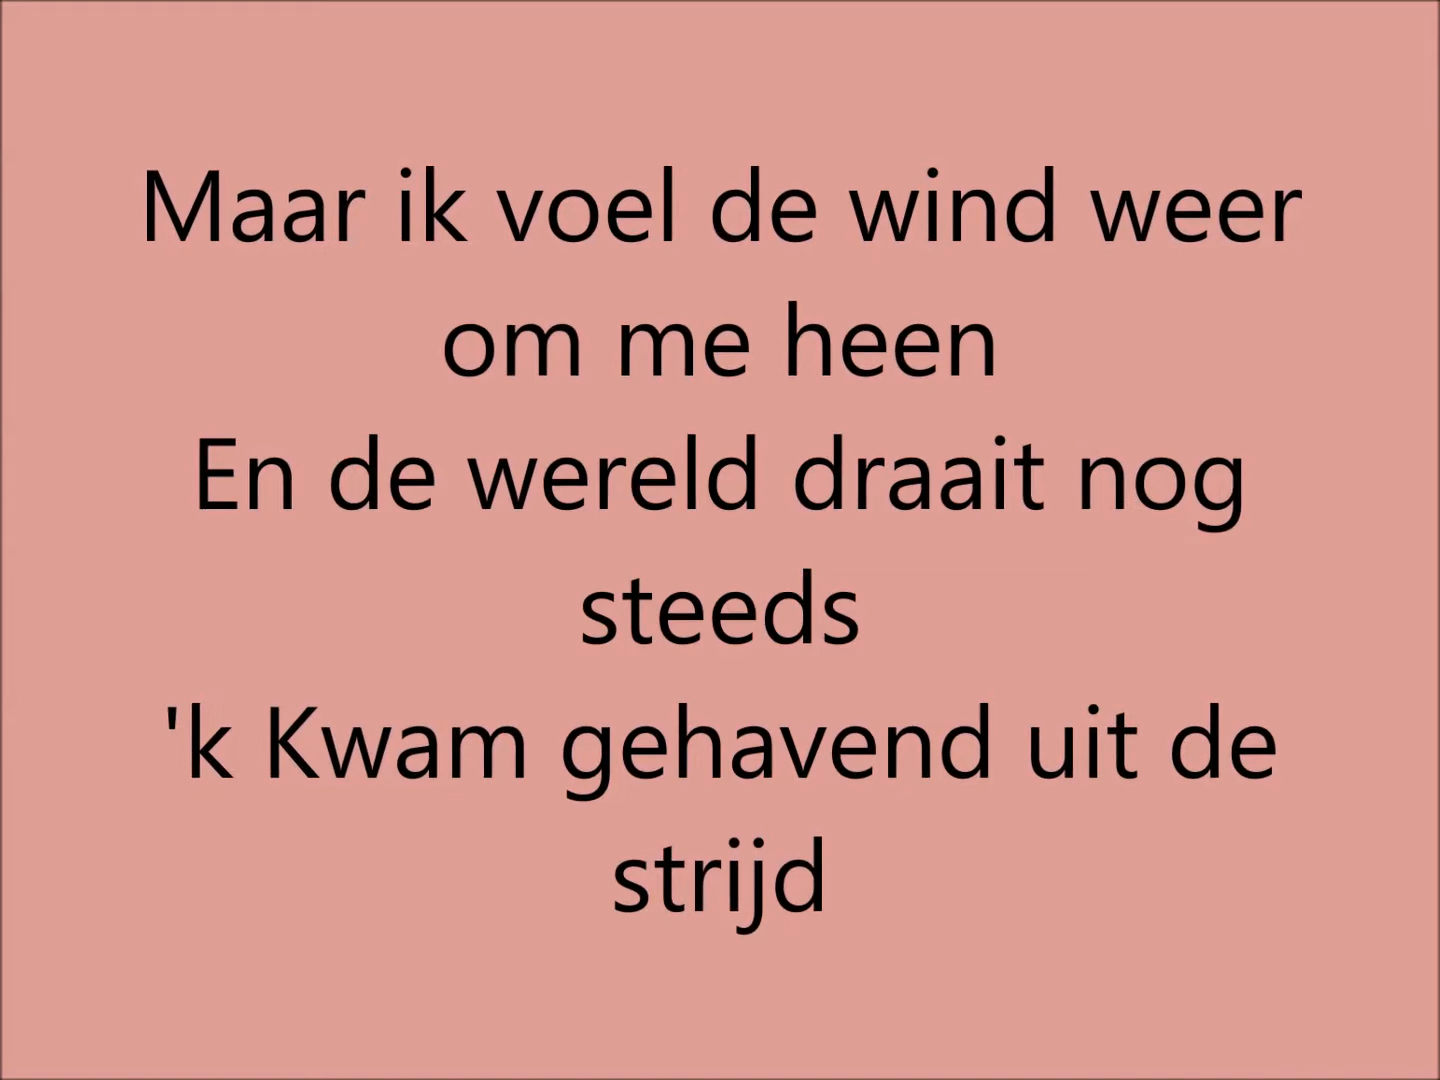 Maar ik voel de wind weer
om me heen
En de wereld draait nog
steeds
'k Kwam gehavend uit de
strijd